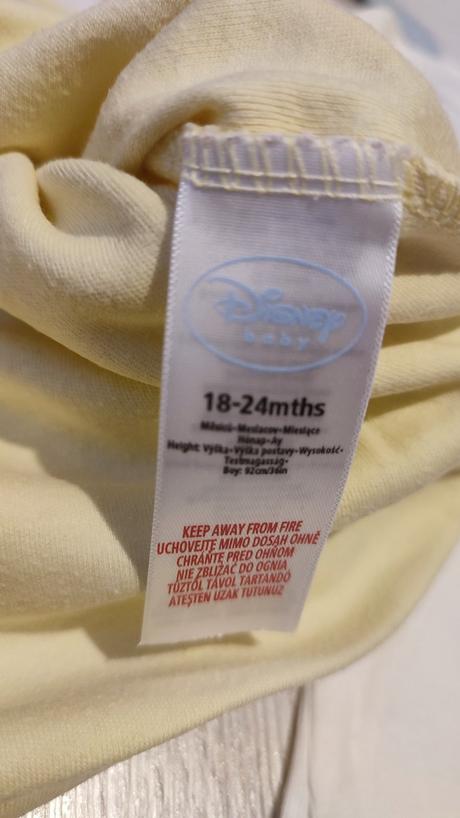 Disney
baby
18-24mths
Měsíců-Mesiacov-Miesiące
Hónap-Ay
Height: Výška-Výška postavy-Wysokość-
Testmagasság-
Boy: 92cm/36in
KEEP AWAY FROM FIRE
UCHOVEJTE MIMO DOSAH OHNĚ
CHRÁŇTE PRED OHŇOM
NIE ZBLIŻAĆ DO OGNIA
TŰZTŐL TÁVOL TARTANDÓ
ATEŞTEN UZAK TUTUNUZ